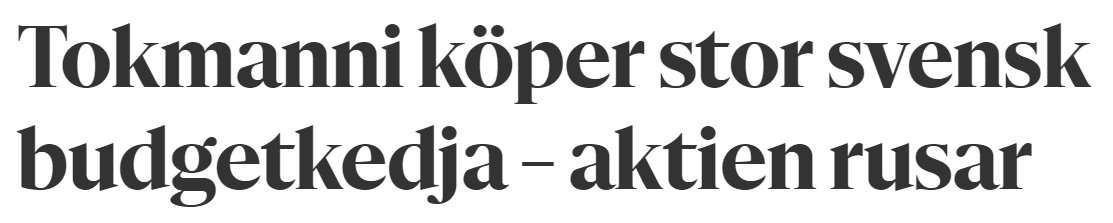 Tokmanni köper stor svensk
budgetkedja – aktien rusar